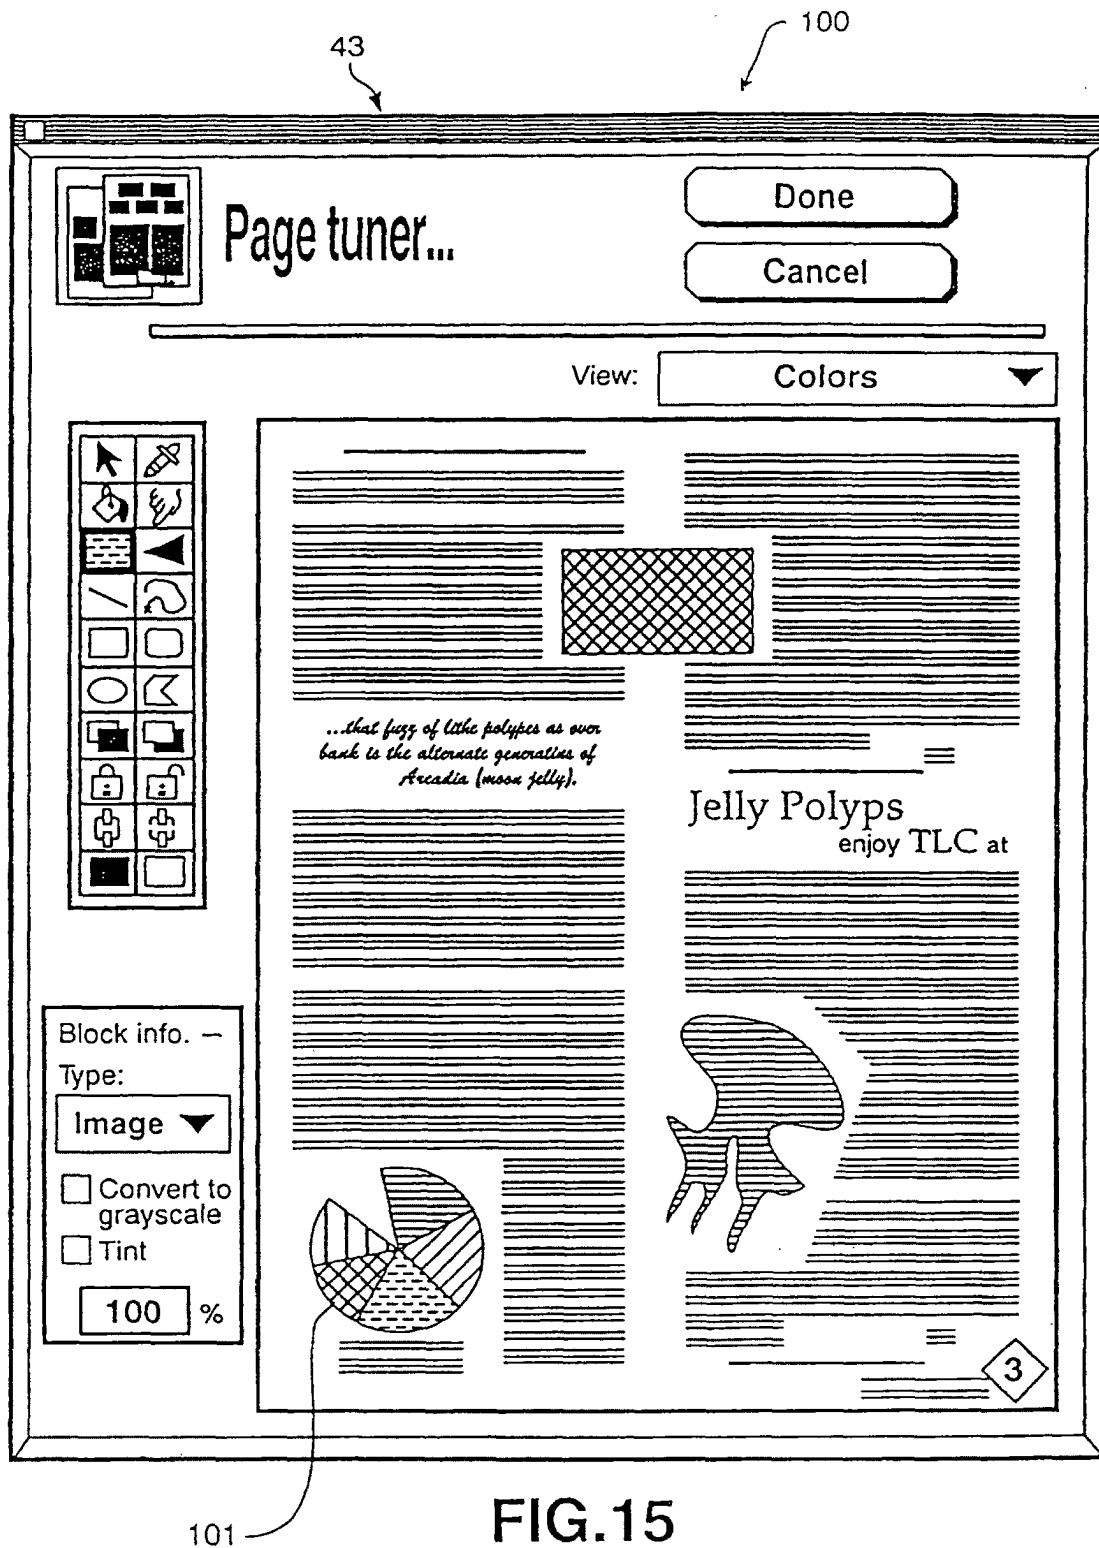 100
43
Page tuner...
Done
Cancel
View:
Colors
...that fuzz of lithe polypes as over
bank is the alternate generatins of
Arcadia (moon jelly).
Jelly Polyps
enjoy TLC at
Block info. —
Type:
Image
Convert to
grayscale
Tint
100 %
3
101
FIG.15